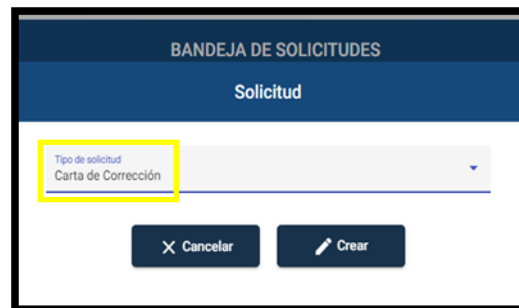 BANDEJA DE SOLICITUDES
Solicitud
Tipo de solicitud
Carta de Corrección
Cancelar
Crear